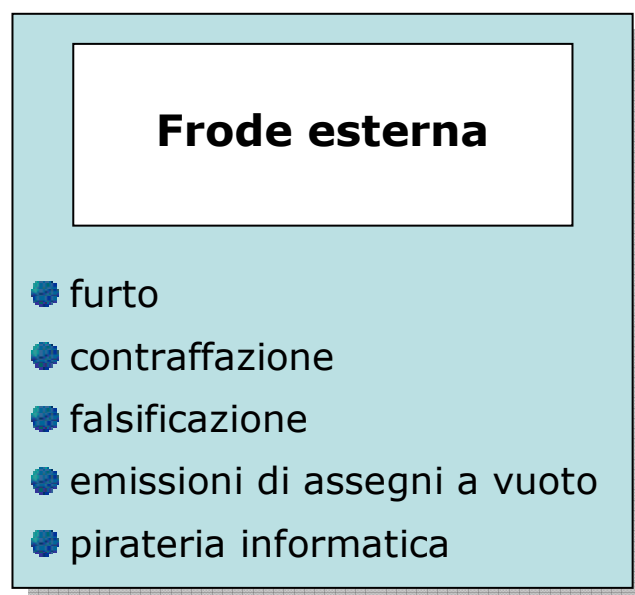 Frode esterna
furto
contraffazione
falsificazione
emissioni di assegni a vuoto
pirateria informatica